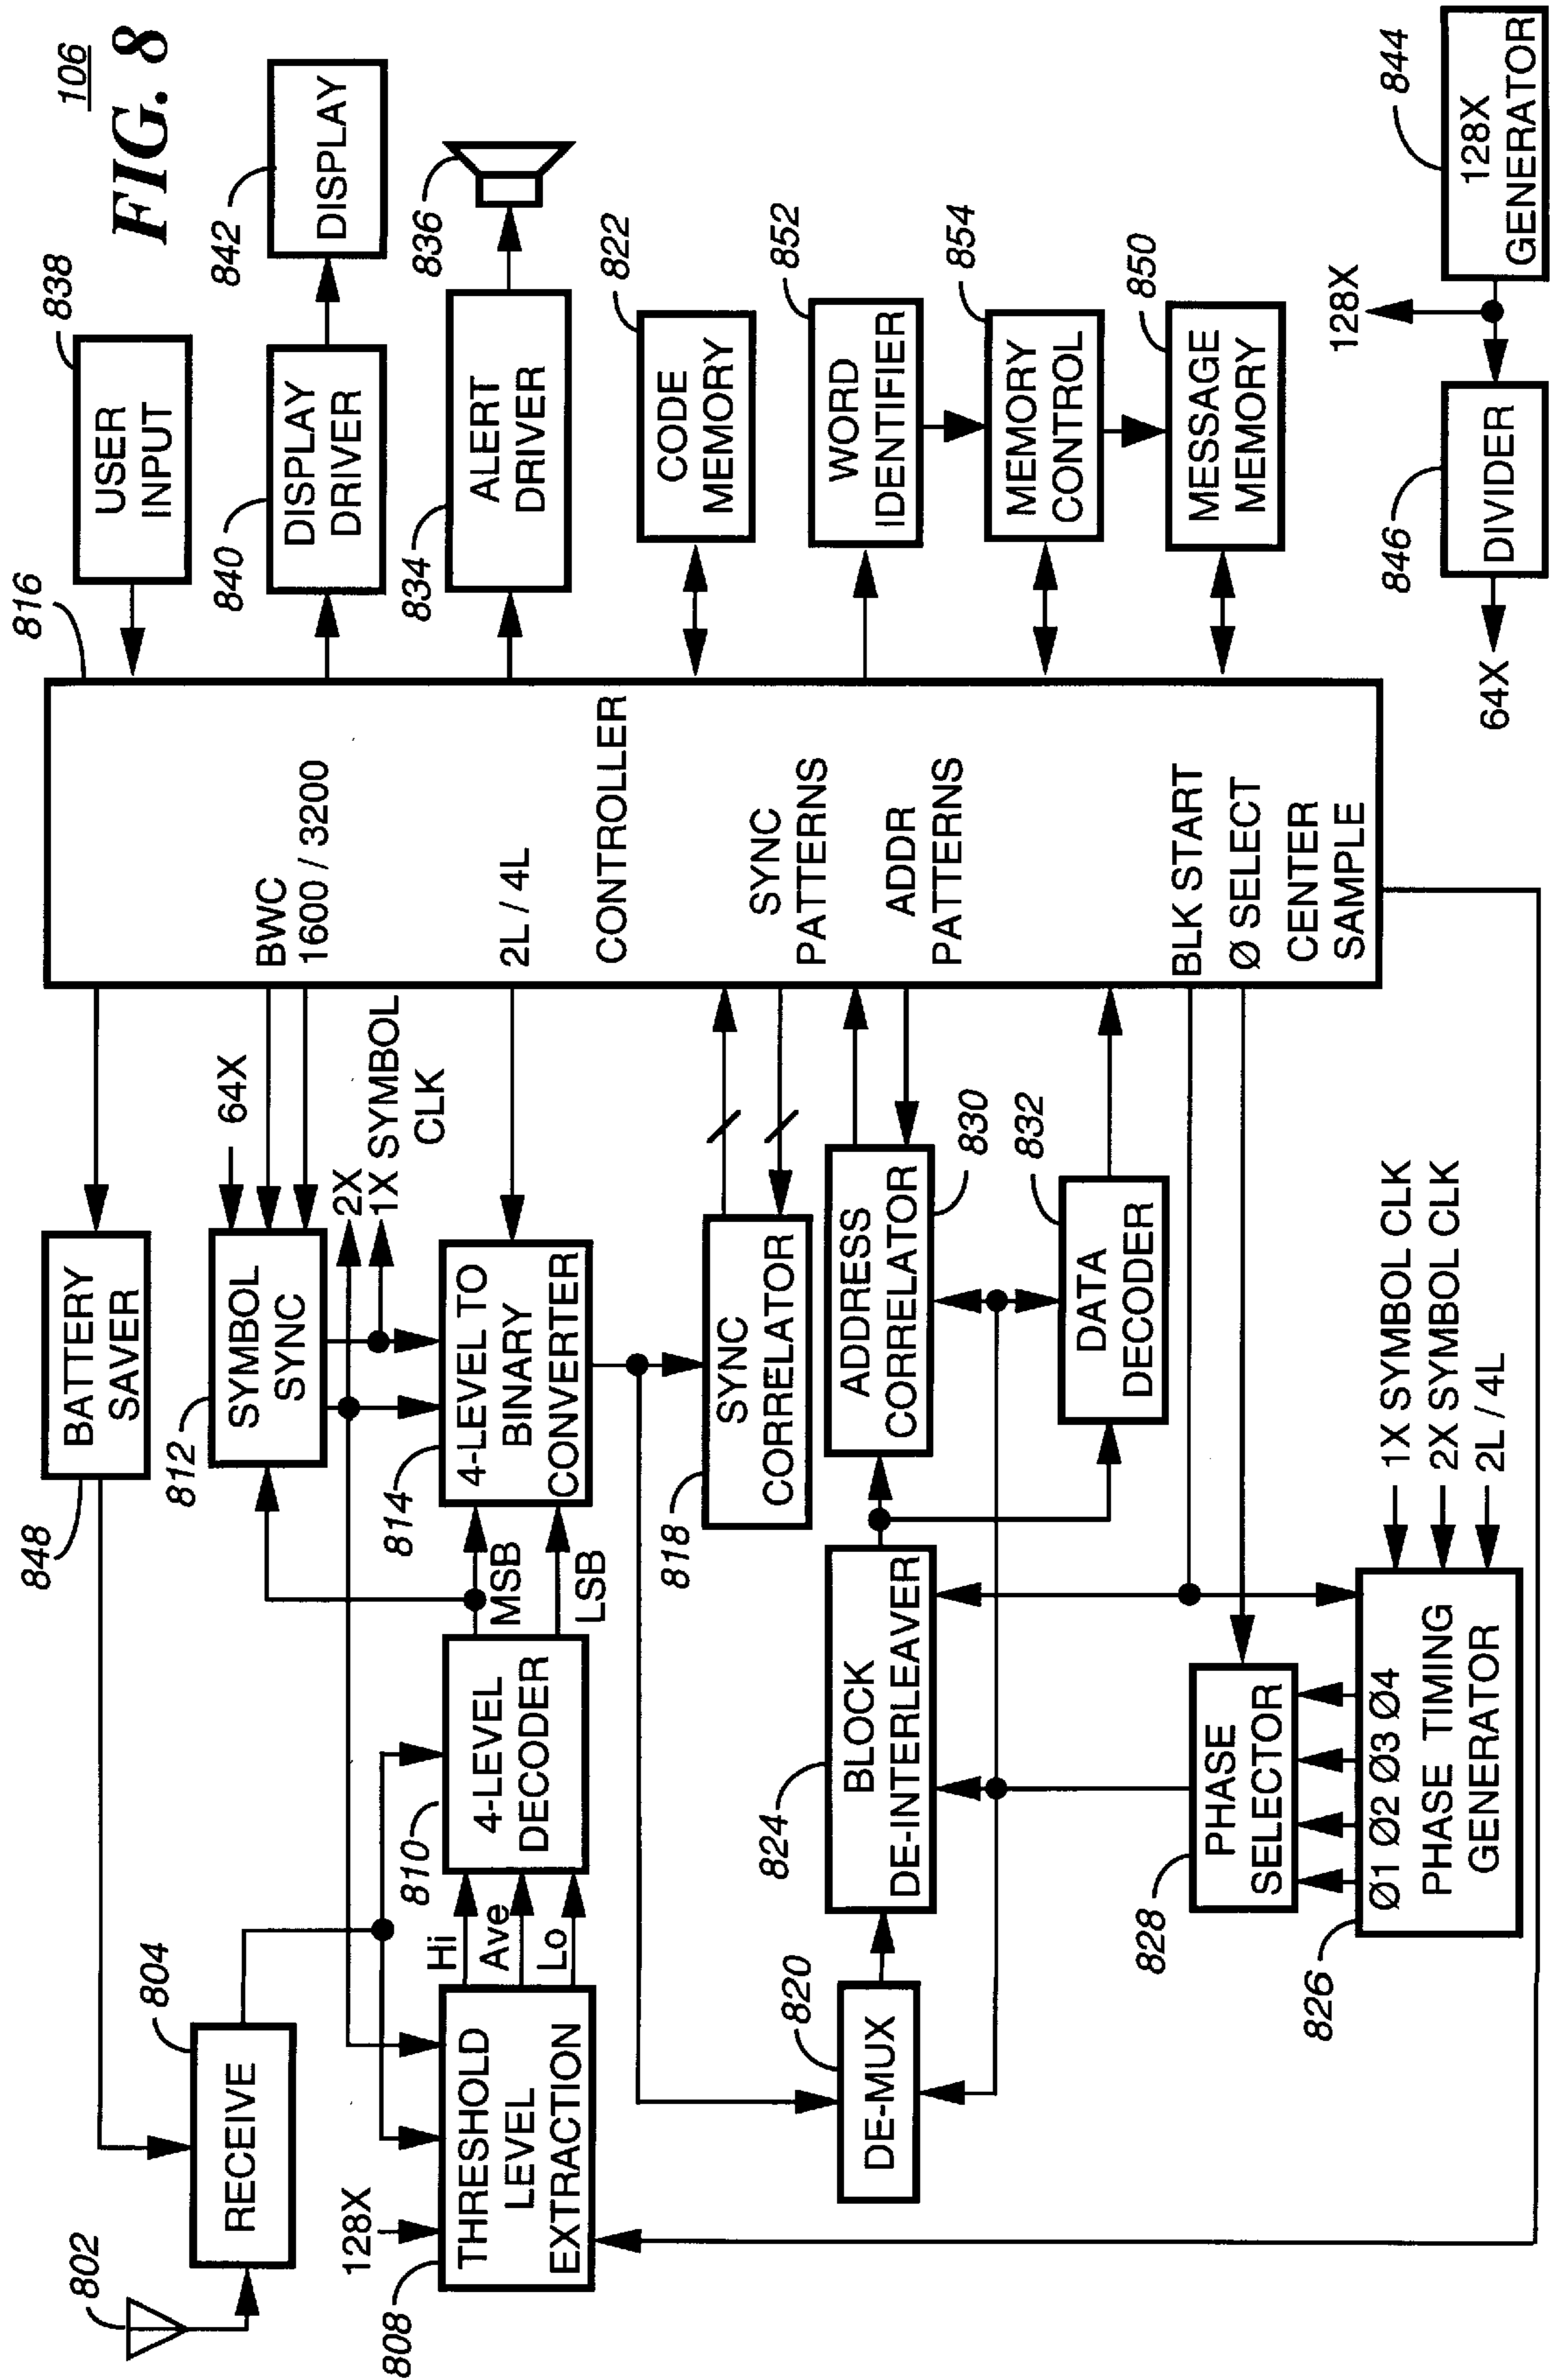 106
FIG. 8
802
RECEIVE
804
BATTERY
SAVER
848
816
838
USER
INPUT
840
DISPLAY
DRIVER
842
DISPLAY
834
ALERT
DRIVER
836
822
CODE
MEMORY
852
WORD
IDENTIFIER
854
MEMORY
CONTROL
850
MESSAGE
MEMORY
128X
808
THRESHOLD
LEVEL
EXTRACTION
Hi
Ave
Lo
810
4-LEVEL
DECODER
MSB
LSB
812
SYMBOL
SYNC
64X
2X
1X SYMBOL
CLK
814
4-LEVEL TO
BINARY
CONVERTER
BWC
1600 / 3200
2L / 4L
CONTROLLER
SYNC
PATTERNS
ADDR
PATTERNS
BLK START
Ø SELECT
CENTER
SAMPLE
818
SYNC
CORRELATOR
820
DE-MUX
824
BLOCK
DE-INTERLEAVER
830
ADDRESS
CORRELATOR
832
DATA
DECODER
828
PHASE
SELECTOR
826
Ø1 Ø2 Ø3 Ø4
PHASE TIMING
GENERATOR
1X SYMBOL CLK
2X SYMBOL CLK
2L / 4L
64X
846
DIVIDER
128X
844
128X
GENERATOR